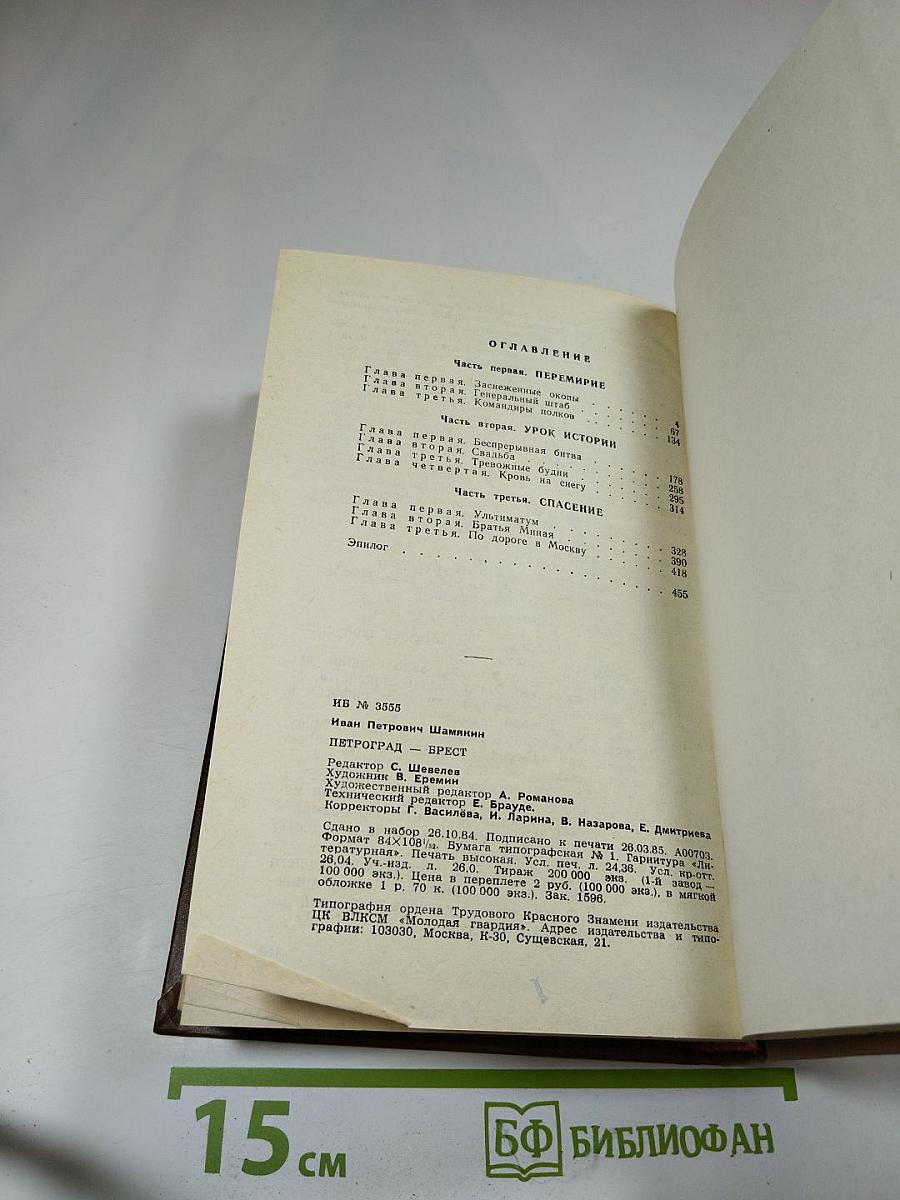 ОГЛАВЛЕНИЕ
Часть первая. ПЕРЕМИРИЕ
Глава первая. Заснеженные окопы . . . . . . 4
Глава вторая. Генеральный штаб . . . . . . 67
Глава третья. Командиры полков . . . . . . 134
Часть вторая. УРОК ИСТОРИИ
Глава первая. Беспрерывная битва . . . . . . 178
Глава вторая. Свадьба . . . . . . 258
Глава третья. Тревожные будни . . . . . . 295
Глава четвертая. Кровь на снегу . . . . . . 314
Часть третья. СПАСЕНИЕ
Глава первая. Ультиматум . . . . . . 328
Глава вторая. Братья Миная . . . . . . 390
Глава третья. По дороге в Москву . . . . . . 418
Эпилог . . . . . . . . . . . . 455
ИБ № 3555
Иван Петрович Шамякин
ПЕТРОГРАД — БРЕСТ
Редактор С. Шевелев
Художник В. Еремин
Художественный редактор А. Романова
Технический редактор Е. Брауде.
Корректоры Г. Василёва, И. Ларина, В. Назарова, Е. Дмитриева
Сдано в набор 26.10.84. Подписано к печати 26.03.85. А00703.
Формат 84×108¹/₃₂. Бумага типографская № 1. Гарнитура «Ли-
тературная». Печать высокая. Усл. печ. л. 24,36. Усл. кр-отт.
26,04. Уч.-изд. л. 26,0. Тираж 200 000 экз. (1-й завод —
100 000 экз.). Цена в переплете 2 руб. (100 000 экз.), в мягкой
обложке 1 р. 70 к. (100 000 экз.). Зак. 1596.
Типография ордена Трудового Красного Знамени издательства
ЦК ВЛКСМ «Молодая гвардия». Адрес издательства и типо-
графии: 103030, Москва, К-30, Сущевская, 21.
1
15 см
БФ БИБЛИОФАН